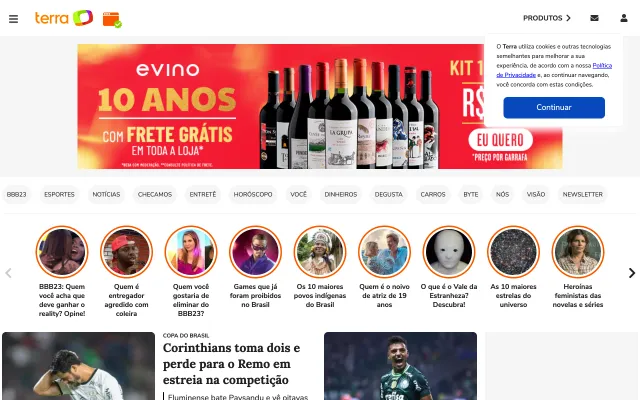 terra
PRODUTOS
O Terra utiliza cookies e outras tecnologias
semelhantes para melhorar a sua
experiência, de acordo com a nossa Política
de Privacidade e, ao continuar navegando,
você concorda com estas condições.
Continuar
evino
10 ANOS
COM FRETE GRÁTIS
EM TODA A LOJA*
KIT 1
R$
EU QUERO
*PREÇO POR GARRAFA
LA GRUPA
BBB23 ESPORTES NOTÍCIAS CHECAMOS ENTRETÊ HORÓSCOPO VOCÊ DINHEIROS DEGUSTA CARROS BYTE NÓS VISÃO NEWSLETTER
BBB23: Quem
você acha que
deve ganhar o
reality? Opine!
Quem é
entregador
agredido com
coleira
Quem você
gostaria de
eliminar do
BBB23?
Games que já
foram proibidos
no Brasil
Os 10 maiores
povos indígenas
do Brasil
Quem é o noivo
de atriz de 19
anos
O que é o Vale da
Estranheza?
Descubra!
As 10 maiores
estrelas do
universo
Heroínas
feministas das
novelas e séries
COPA DO BRASIL
Corinthians toma dois e
perde para o Remo em
estreia na competição
Fluminense bate Paysandu e vê oitavas